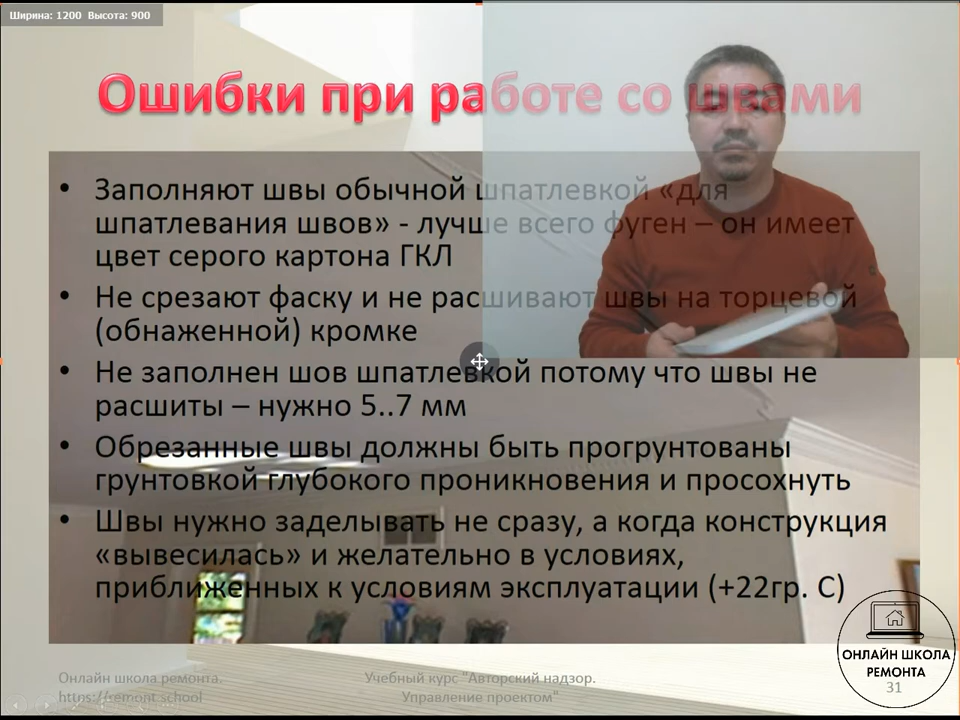 Ширина: 1200 Высота: 900
Ошибки при работе со швами
• Заполняют швы обычной шпатлевкой «для
шпатлевания швов» - лучше всего фуген – он имеет
цвет серого картона ГКЛ
• Не срезают фаску и не расшивают швы на торцевой
(обнаженной) кромке
• Не заполнен шов шпатлевкой потому что швы не
расшиты – нужно 5..7 мм
• Обрезанные швы должны быть прогрунтованы
грунтовкой глубокого проникновения и просохнуть
• Швы нужно заделывать не сразу, а когда конструкция
«вывесилась» и желательно в условиях,
приближенных к условиям эксплуатации (+22гр. С)
ОНЛАЙН ШКОЛА
РЕМОНТА
Онлайн школа ремонта.
https://remont.school
Учебный курс "Авторский надзор.
Управление проектом"
31